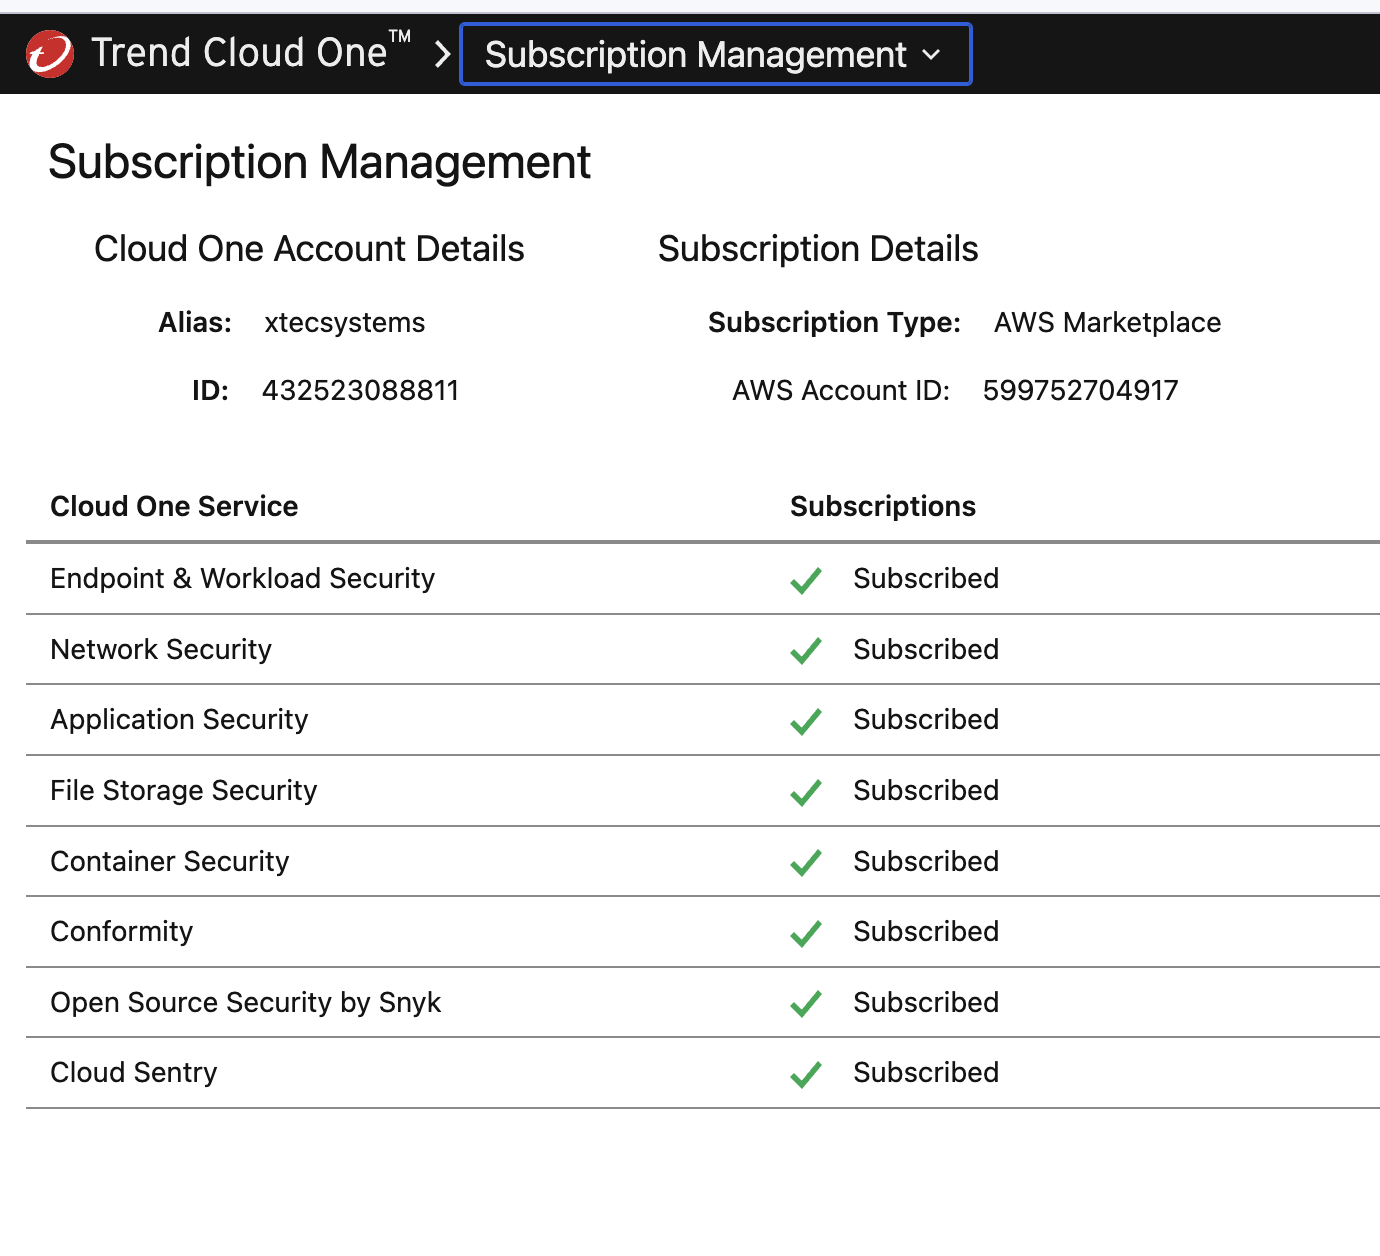 Trend Cloud One™ Subscription Management
Subscription Management
Cloud One Account Details
Alias: xtecsystems
ID: 432523088811
Subscription Details
Subscription Type: AWS Marketplace
AWS Account ID: 599752704917
Cloud One Service Subscriptions
Endpoint & Workload Security Subscribed
Network Security Subscribed
Application Security Subscribed
File Storage Security Subscribed
Container Security Subscribed
Conformity Subscribed
Open Source Security by Snyk Subscribed
Cloud Sentry Subscribed